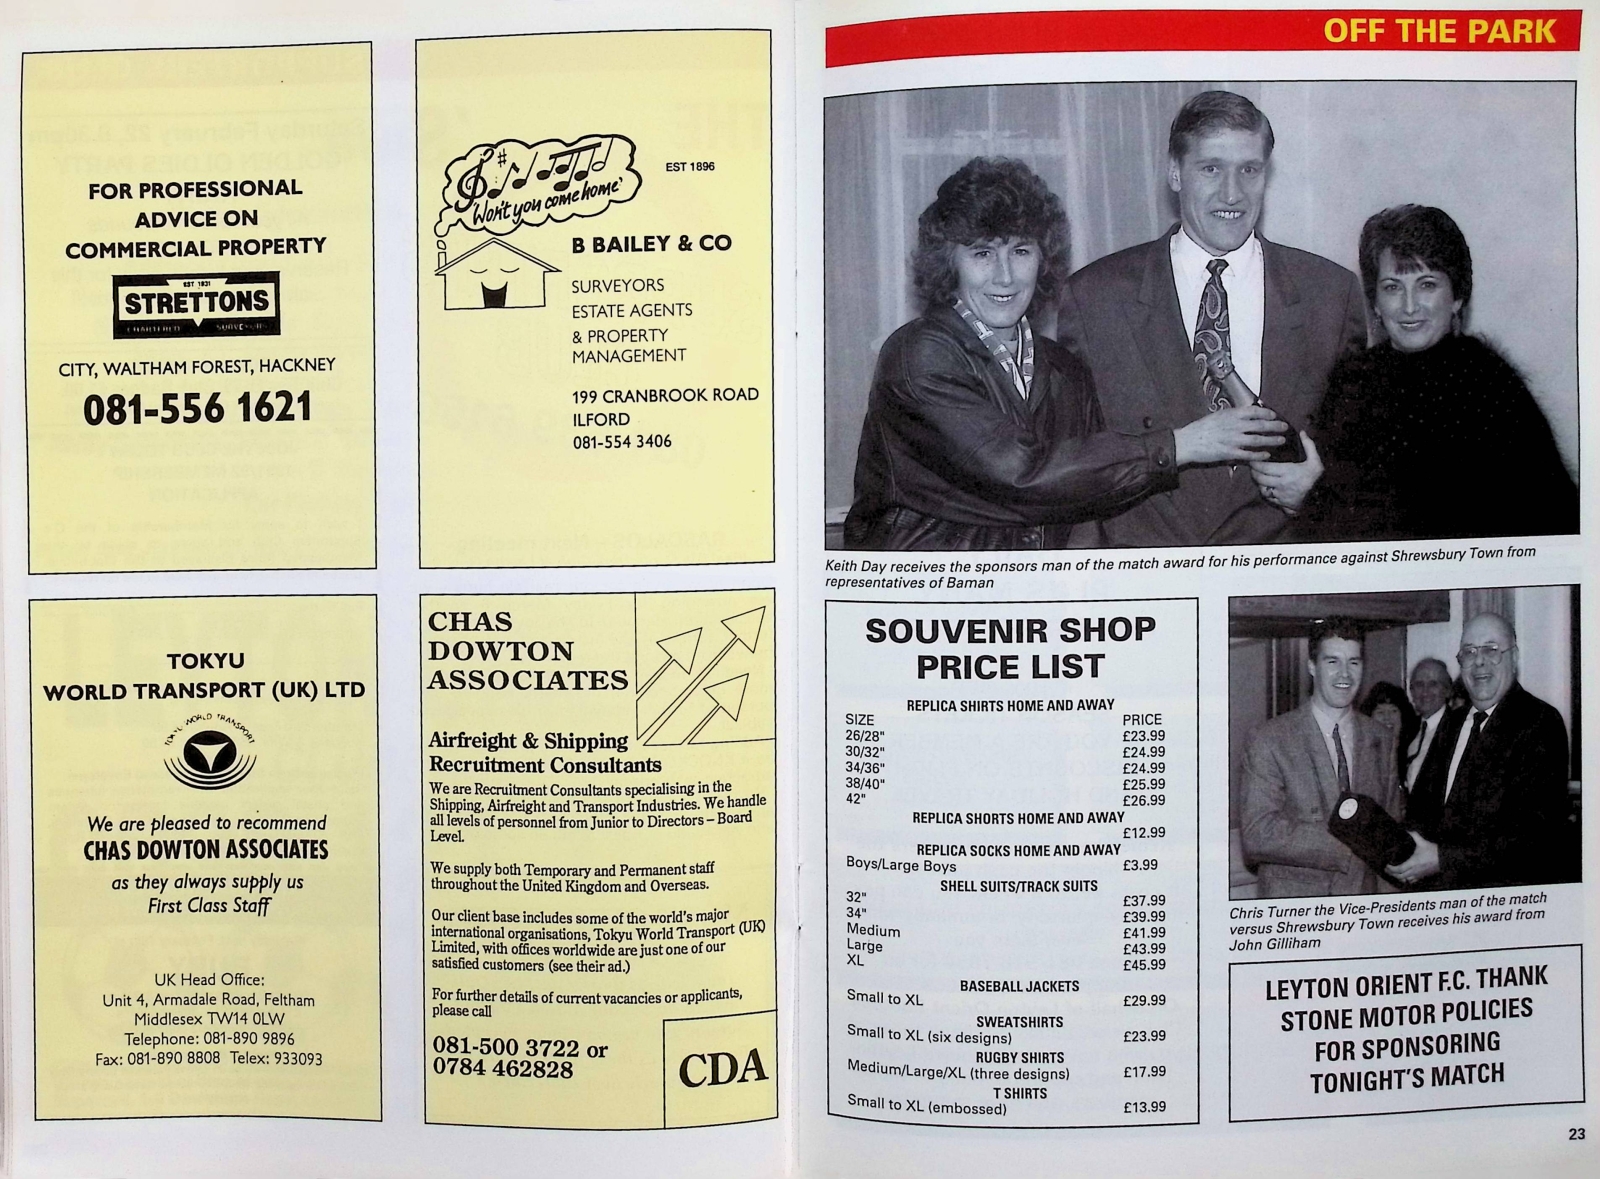 FOR PROFESSIONAL
ADVICE ON
COMMERCIAL PROPERTY
EST 1931
STRETTONS
CHARTERED SURVEYORS
CITY, WALTHAM FOREST, HACKNEY
081-556 1621
'Won't you come home'
EST 1896
B BAILEY & CO
SURVEYORS
ESTATE AGENTS
& PROPERTY
MANAGEMENT
199 CRANBROOK ROAD
ILFORD
081-554 3406
TOKYU
WORLD TRANSPORT (UK) LTD
TOKYU WORLD TRANSPORT
We are pleased to recommend
CHAS DOWTON ASSOCIATES
as they always supply us
First Class Staff
UK Head Office:
Unit 4, Armadale Road, Feltham
Middlesex TW14 0LW
Telephone: 081-890 9896
Fax: 081-890 8808 Telex: 933093
CHAS
DOWTON
ASSOCIATES
Airfreight & Shipping
Recruitment Consultants
We are Recruitment Consultants specialising in the
Shipping, Airfreight and Transport Industries. We handle
all levels of personnel from Junior to Directors – Board
Level.
We supply both Temporary and Permanent staff
throughout the United Kingdom and Overseas.
Our client base includes some of the world's major
international organisations, Tokyu World Transport (UK)
Limited, with offices worldwide are just one of our
satisfied customers (see their ad.)
For further details of current vacancies or applicants,
please call
081-500 3722 or
0784 462828
CDA
OFF THE PARK
Keith Day receives the sponsors man of the match award for his performance against Shrewsbury Town from
representatives of Baman
SOUVENIR SHOP
PRICE LIST
REPLICA SHIRTS HOME AND AWAY
SIZE PRICE
26/28" £23.99
30/32" £24.99
34/36" £24.99
38/40" £25.99
42" £26.99
REPLICA SHORTS HOME AND AWAY
£12.99
REPLICA SOCKS HOME AND AWAY
Boys/Large Boys £3.99
SHELL SUITS/TRACK SUITS
32" £37.99
34" £39.99
Medium £41.99
Large £43.99
XL £45.99
BASEBALL JACKETS
Small to XL £29.99
SWEATSHIRTS
Small to XL (six designs) £23.99
RUGBY SHIRTS
Medium/Large/XL (three designs) £17.99
T SHIRTS
Small to XL (embossed) £13.99
Chris Turner the Vice-Presidents man of the match
versus Shrewsbury Town receives his award from
John Gilliham
LEYTON ORIENT F.C. THANK
STONE MOTOR POLICIES
FOR SPONSORING
TONIGHT'S MATCH
23